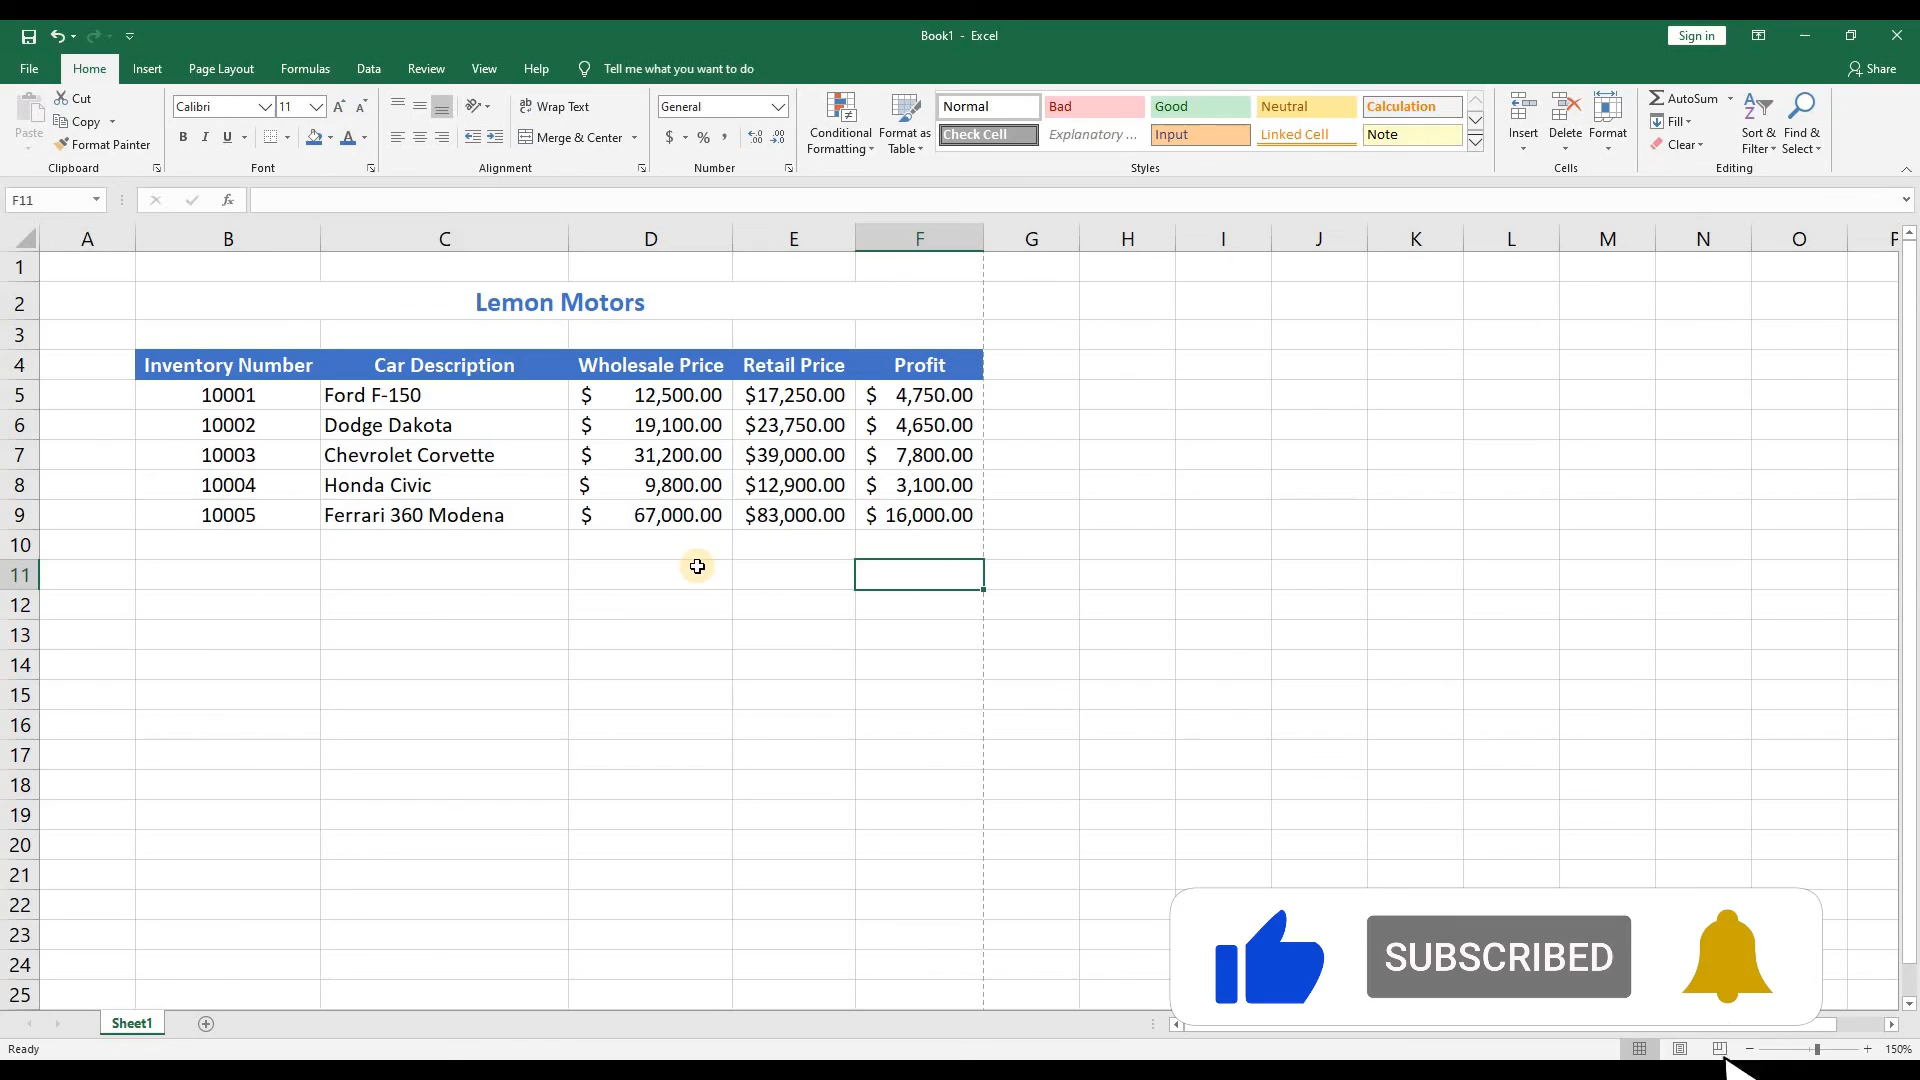 Book1 - Excel
Sign in
File Home Insert Page Layout Formulas Data Review View Help Tell me what you want to do Share
Paste
Cut
Copy
Format Painter
Clipboard
Calibri 11
B I U
Font
Wrap Text
Merge & Center
Alignment
General
$ % ,
Number
Conditional Formatting
Format as Table
Normal Bad Good Neutral Calculation
Check Cell Explanatory ... Input Linked Cell Note
Styles
Insert Delete Format
Cells
AutoSum
Fill
Clear
Sort & Filter
Find & Select
Editing
F11 fx
A B C D E F G H I J K L M N O P
1
2 Lemon Motors
3
4 Inventory Number Car Description Wholesale Price Retail Price Profit
5 10001 Ford F-150 $ 12,500.00 $17,250.00 $ 4,750.00
6 10002 Dodge Dakota $ 19,100.00 $23,750.00 $ 4,650.00
7 10003 Chevrolet Corvette $ 31,200.00 $39,000.00 $ 7,800.00
8 10004 Honda Civic $ 9,800.00 $12,900.00 $ 3,100.00
9 10005 Ferrari 360 Modena $ 67,000.00 $83,000.00 $ 16,000.00
10
11
12
13
14
15
16
17
18
19
20
21
22
23
24
25
SUBSCRIBED
Sheet1
Ready
150%